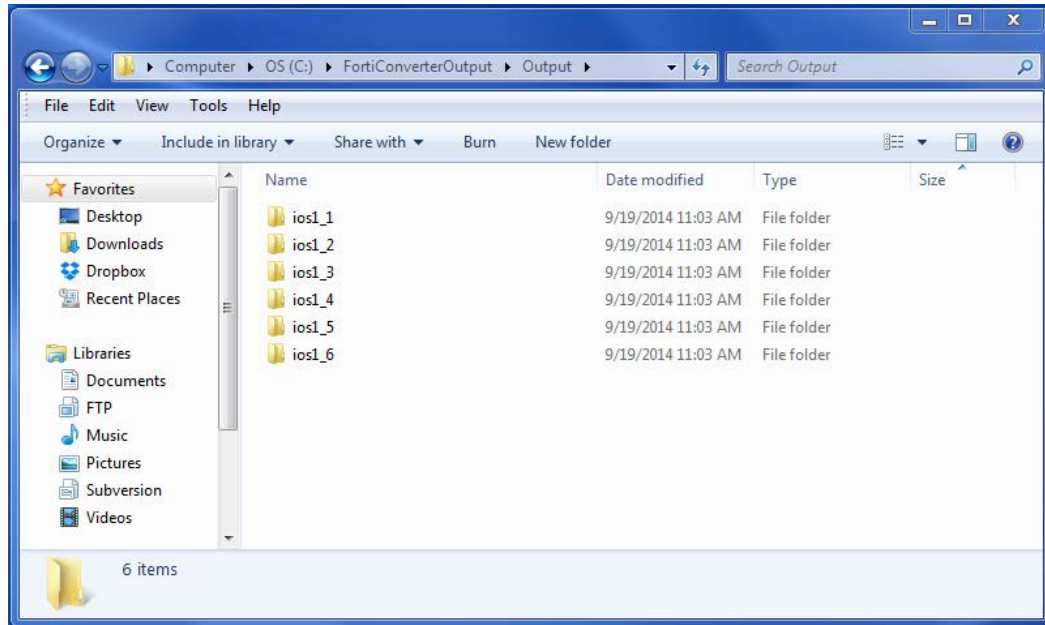 Computer OS (C:) FortiConverterOutput Output Search Output
File Edit View Tools Help
Organize Include in library Share with Burn New folder
Favorites
Desktop
Downloads
Dropbox
Recent Places
Libraries
Documents
FTP
Music
Pictures
Subversion
Videos
Name Date modified Type Size
ios1_1 9/19/2014 11:03 AM File folder
ios1_2 9/19/2014 11:03 AM File folder
ios1_3 9/19/2014 11:03 AM File folder
ios1_4 9/19/2014 11:03 AM File folder
ios1_5 9/19/2014 11:03 AM File folder
ios1_6 9/19/2014 11:03 AM File folder
6 items